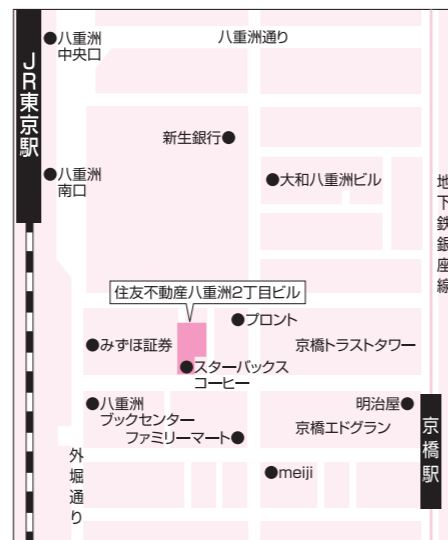 八重洲
中央口
八重洲通り
JR東京駅
新生銀行
八重洲
南口
大和八重洲ビル
地下鉄銀座線
住友不動産八重洲2丁目ビル
プロント
みずほ証券
京橋トラストタワー
スターバックス
コーヒー
八重洲
ブックセンター
明治屋
ファミリーマート
京橋エドグラン
京橋駅
外堀通り
meiji